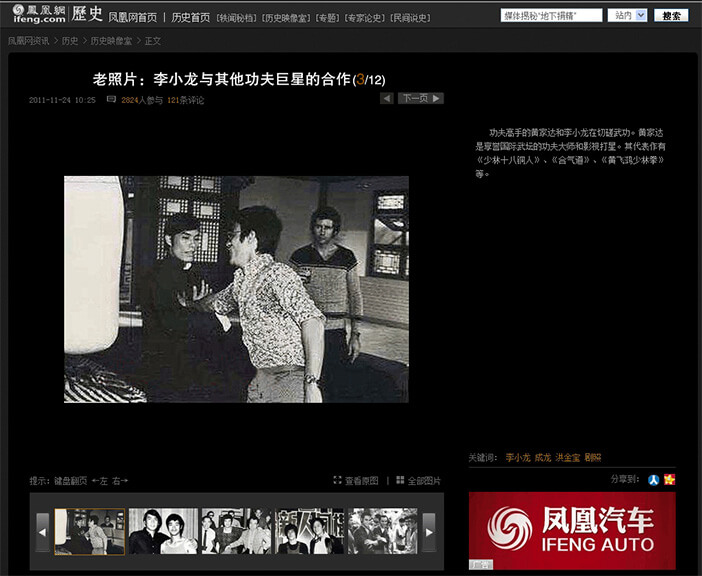 鳳凰網 歷史 凤凰网首页 | 历史首页 [轶闻秘档] [历史映像室] [专题] [专家论史] [民间说史] 媒体揭秘"地下捐精" 站内 搜索
ifeng.com
凤凰网资讯 > 历史 > 历史映像室 > 正文
老照片：李小龙与其他功夫巨星的合作(3/12)
2011-11-24 10:25 2824人参与 121条评论 下一页
功夫高手的黄家达和李小龙在切磋武功。黄家达
是享誉国际武坛的功夫大师和影视打星。其代表作有
《少林十八铜人》、《合气道》、《黄飞鸿少林拳》
等。
关键词： 李小龙 成龙 洪金宝 剧照
提示：键盘翻页 ←左 右→ 查看原图 | 全部图片
分享到：
凤凰汽车
IFENG AUTO
广告